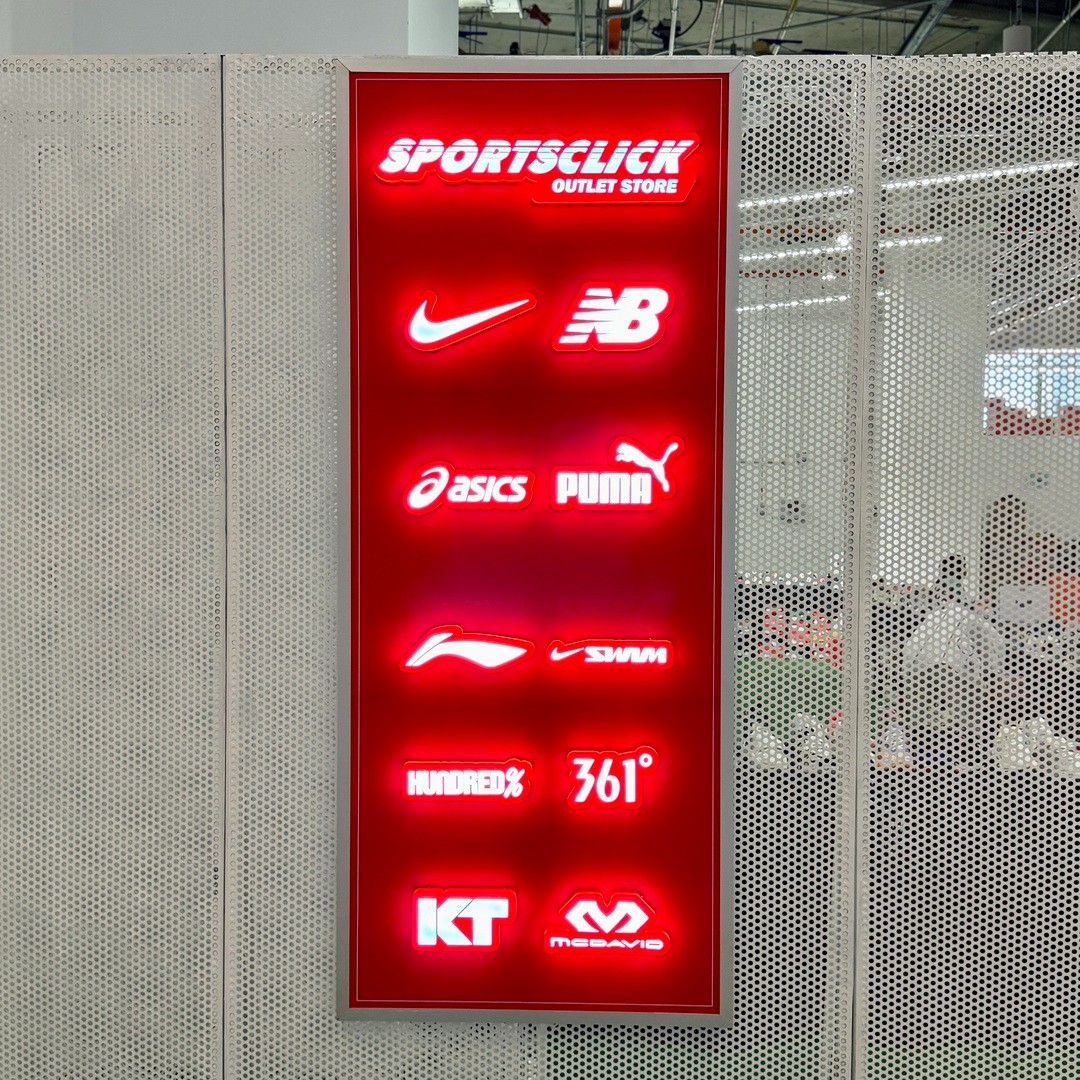 SPORTSCLICK
OUTLET STORE
NB
asics PUMA
SWIM
HUNDRED% 361°
KT McDAVID